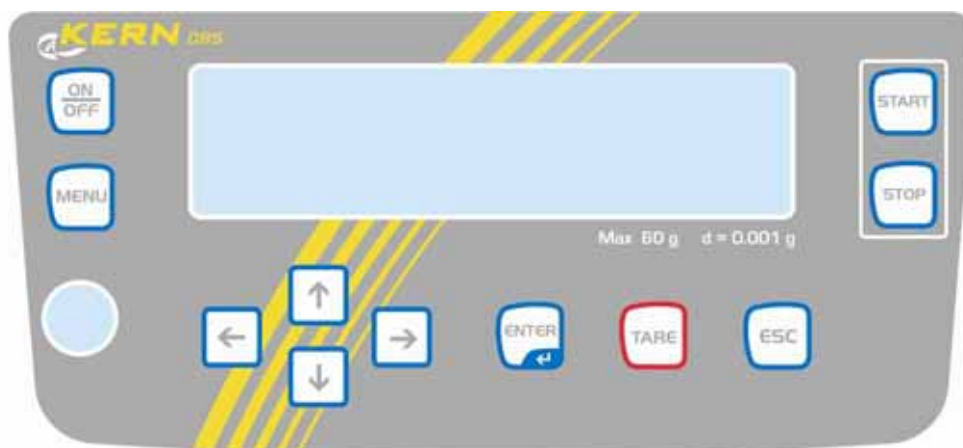 KERN DBS
ON
OFF
START
MENU
STOP
Max 60 g d = 0.001 g
ENTER
TARE
ESC